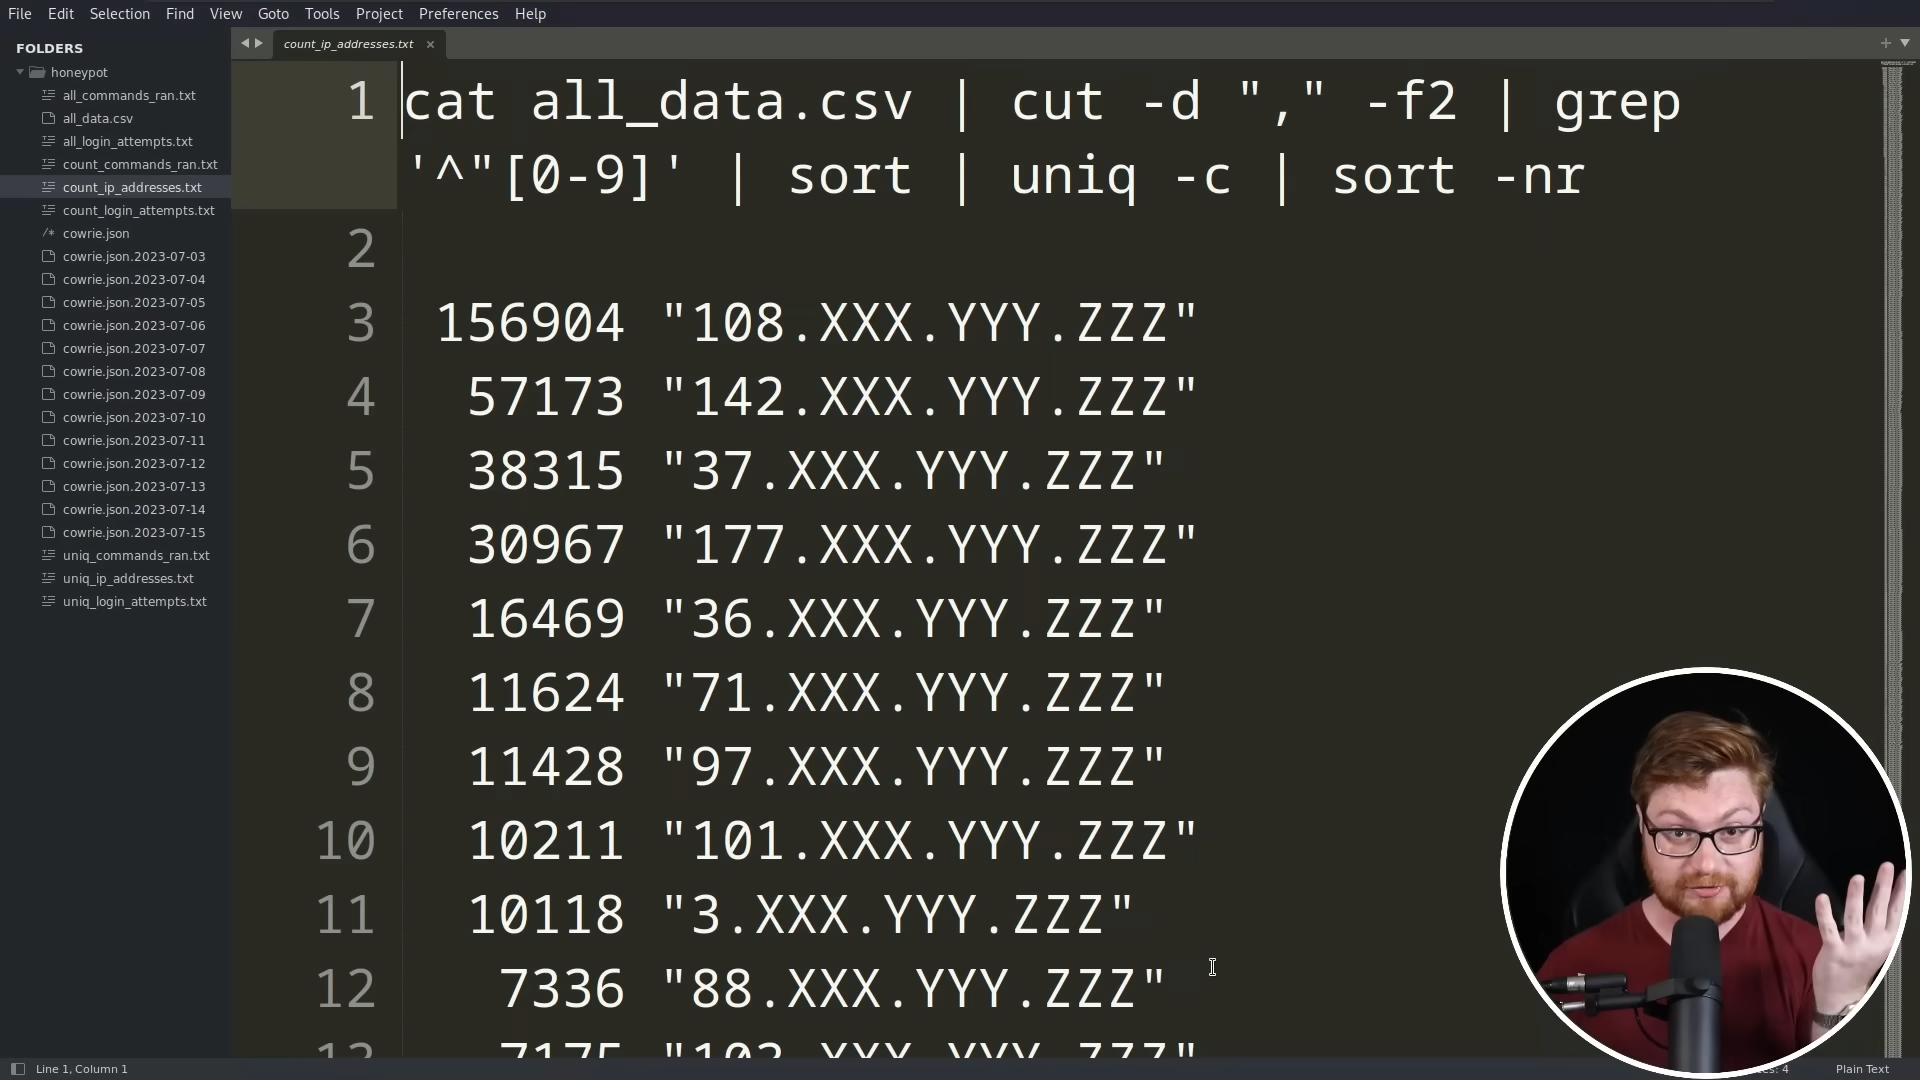 File Edit Selection Find View Goto Tools Project Preferences Help
FOLDERS
honeypot
all_commands_ran.txt
all_data.csv
all_login_attempts.txt
count_commands_ran.txt
count_ip_addresses.txt
count_login_attempts.txt
cowrie.json
cowrie.json.2023-07-03
cowrie.json.2023-07-04
cowrie.json.2023-07-05
cowrie.json.2023-07-06
cowrie.json.2023-07-07
cowrie.json.2023-07-08
cowrie.json.2023-07-09
cowrie.json.2023-07-10
cowrie.json.2023-07-11
cowrie.json.2023-07-12
cowrie.json.2023-07-13
cowrie.json.2023-07-14
cowrie.json.2023-07-15
uniq_commands_ran.txt
uniq_ip_addresses.txt
uniq_login_attempts.txt
count_ip_addresses.txt
1 cat all_data.csv | cut -d "," -f2 | grep
'^"[0-9]' | sort | uniq -c | sort -nr
2
3 156904 "108.XXX.YYY.ZZZ"
4 57173 "142.XXX.YYY.ZZZ"
5 38315 "37.XXX.YYY.ZZZ"
6 30967 "177.XXX.YYY.ZZZ"
7 16469 "36.XXX.YYY.ZZZ"
8 11624 "71.XXX.YYY.ZZZ"
9 11428 "97.XXX.YYY.ZZZ"
10 10211 "101.XXX.YYY.ZZZ"
11 10118 "3.XXX.YYY.ZZZ"
12 7336 "88.XXX.YYY.ZZZ"
Line 1, Column 1
Plain Text